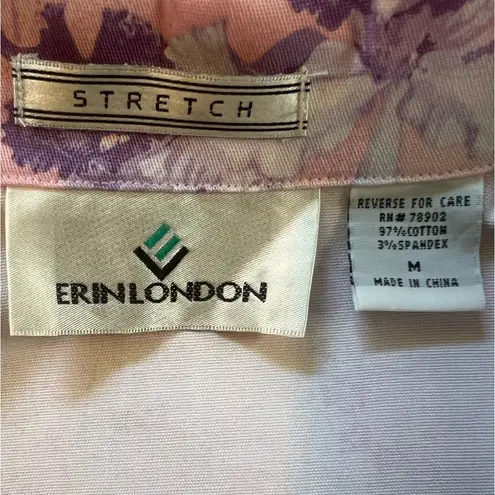 STRETCH
ERINLONDON
REVERSE FOR CARE
RN# 78902
97%COTTON
3%SPANDEX
M
MADE IN CHINA